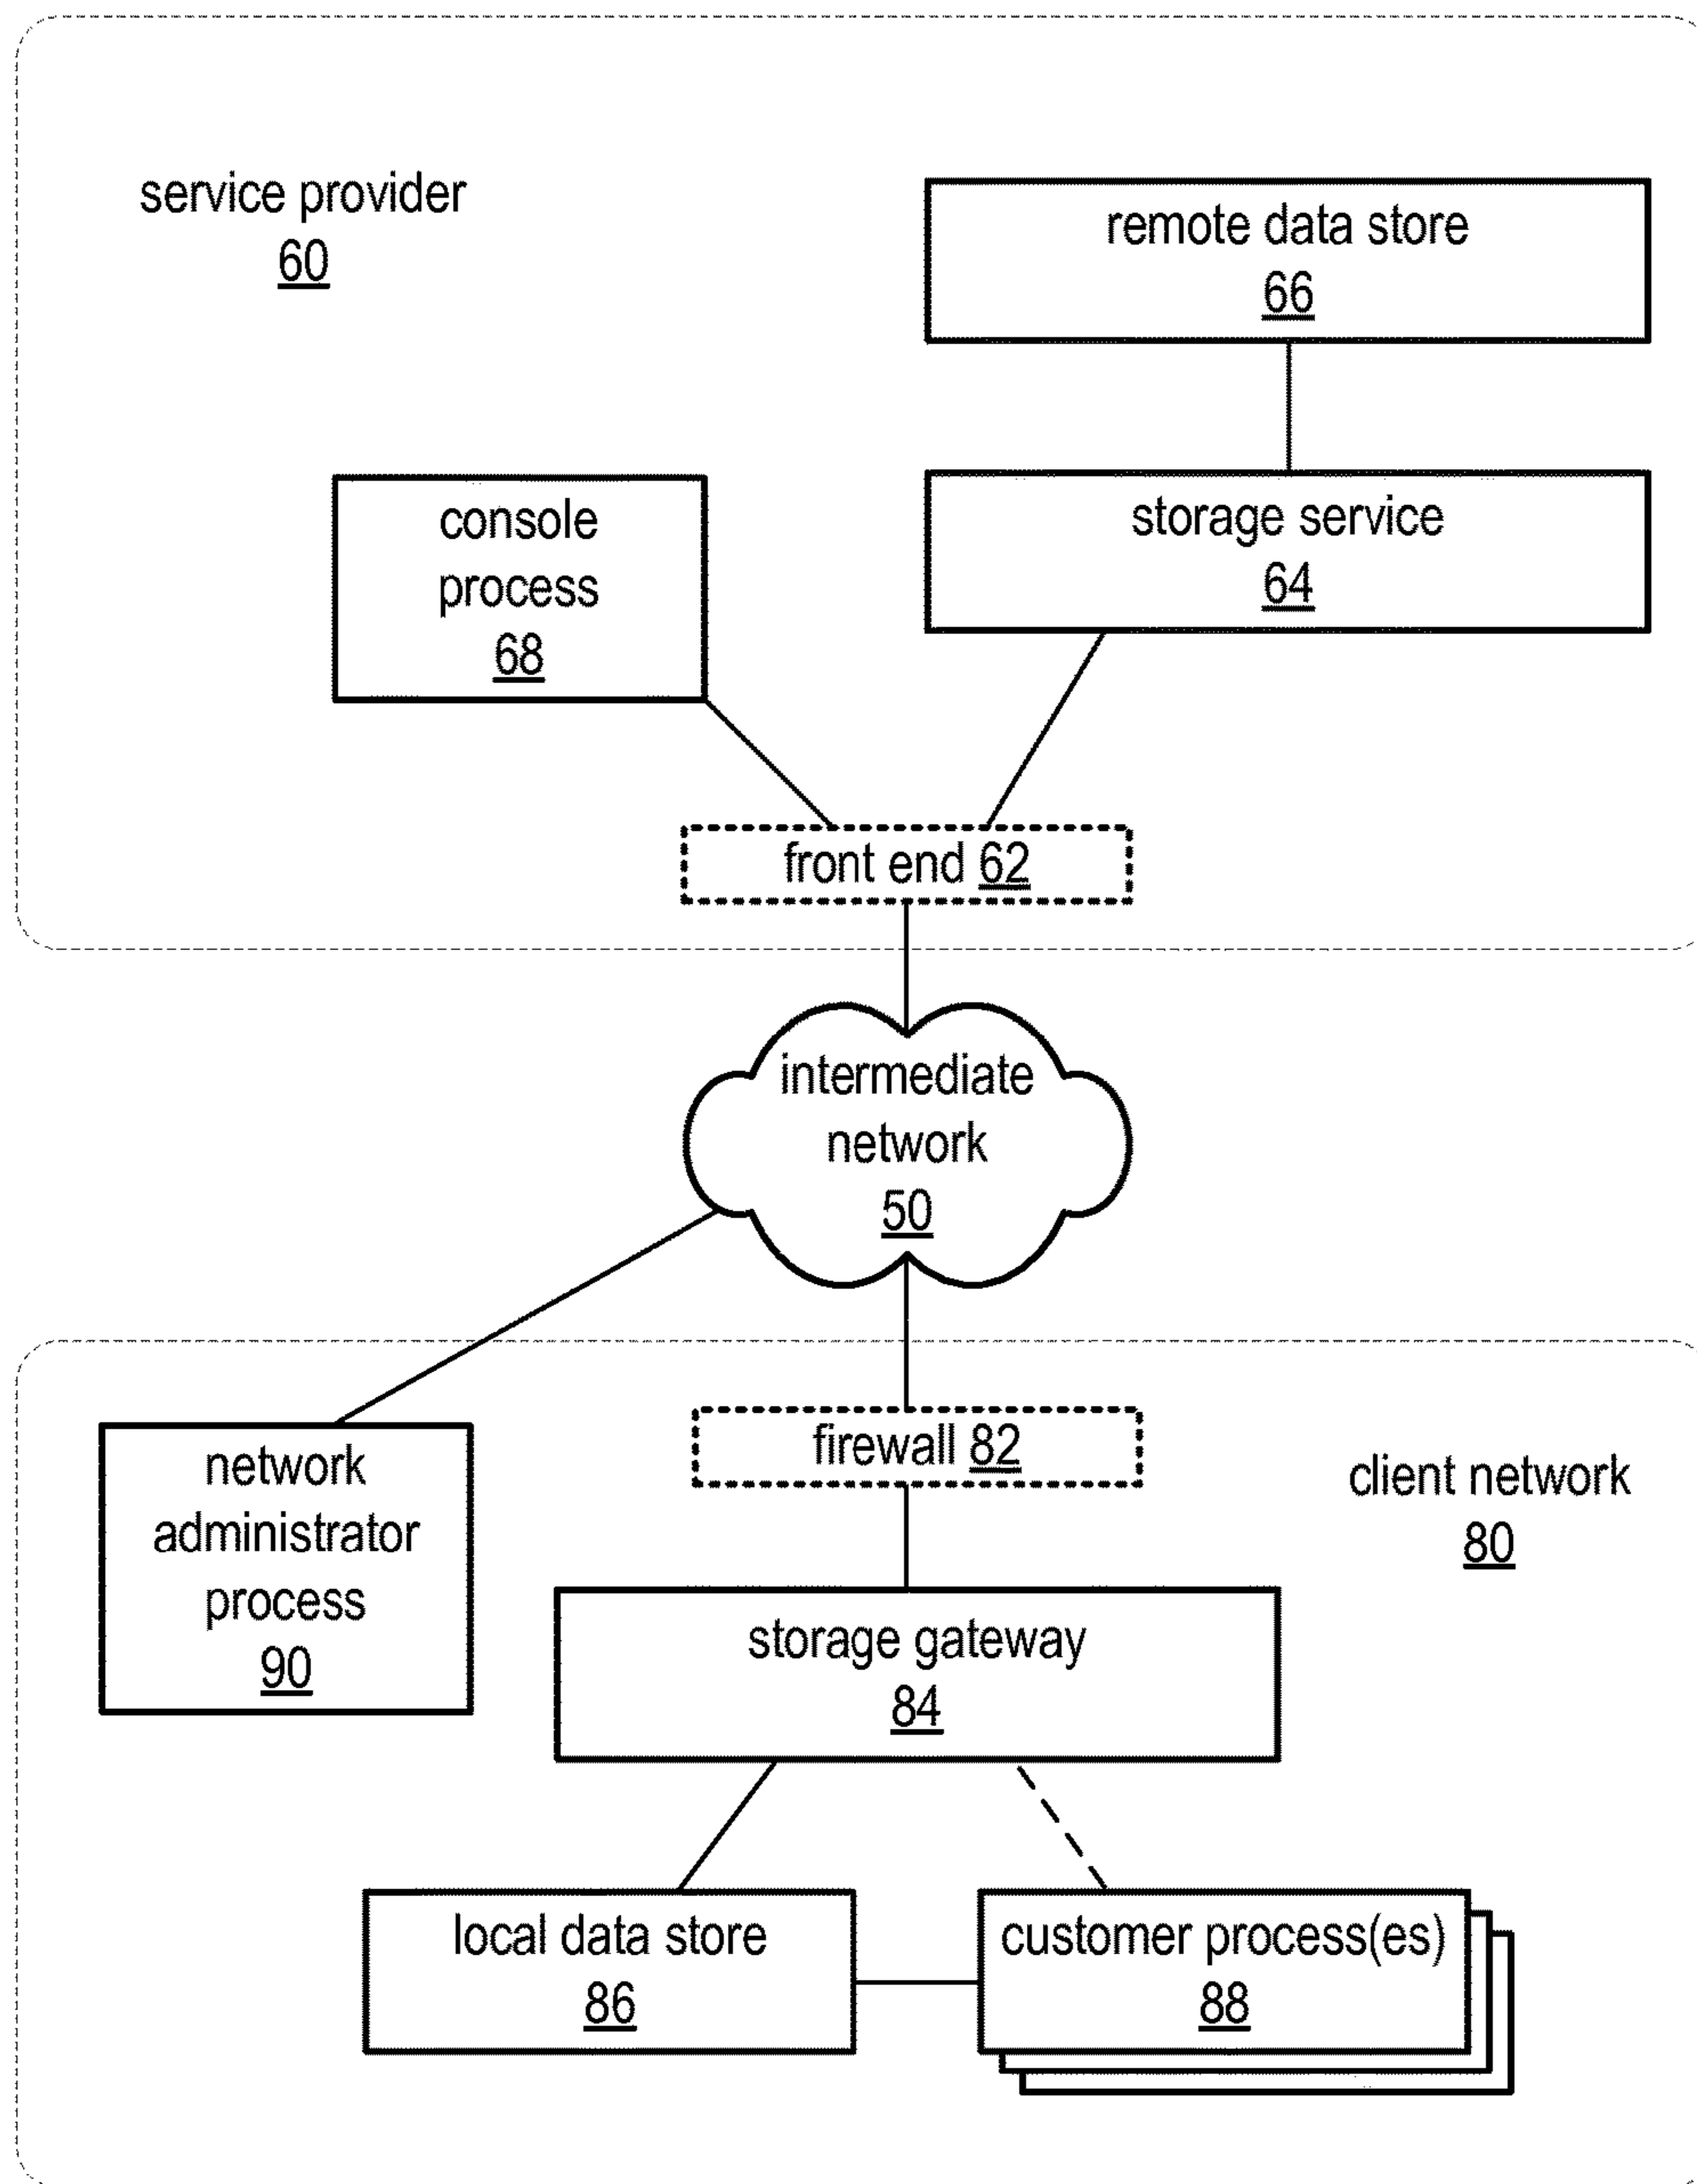 service provider
60
remote data store
66
console
process
68
storage service
64
front end 62
intermediate
network
50
firewall 82
network
administrator
process
90
client network
80
storage gateway
84
local data store
86
customer process(es)
88